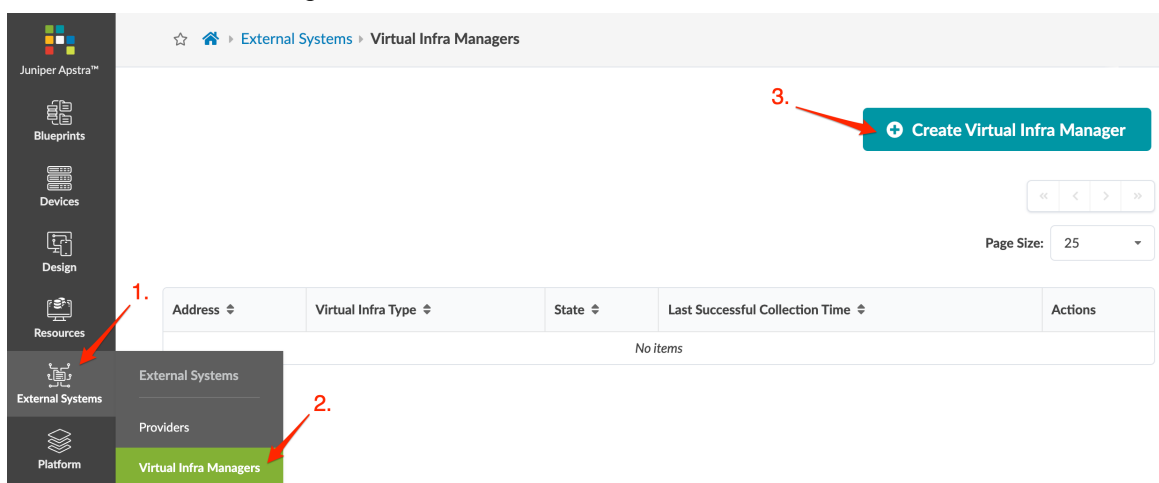 Juniper Apstra™
Blueprints
Devices
Design
Resources
External Systems
Platform
External Systems › Virtual Infra Managers
3.
Create Virtual Infra Manager
« < > »
Page Size: 25
1.
Address Virtual Infra Type State Last Successful Collection Time Actions
No items
External Systems
Providers
2.
Virtual Infra Managers